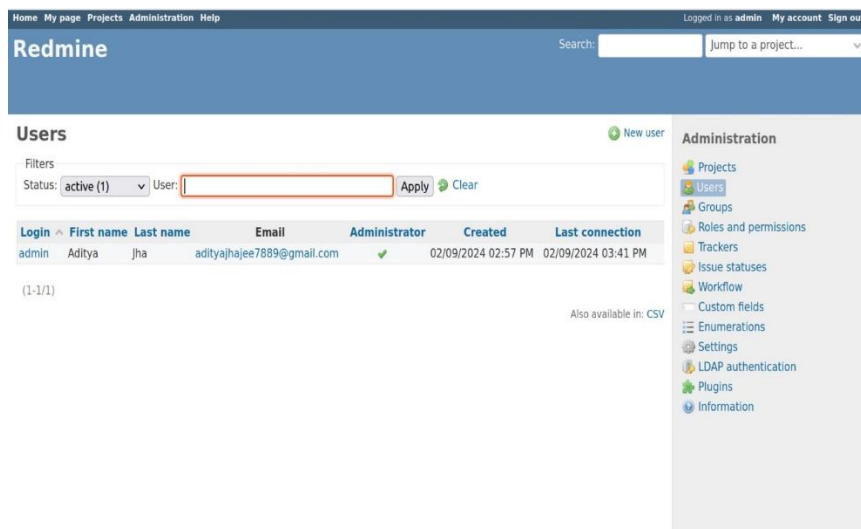 Home My page Projects Administration Help
Logged in as admin My account Sign ou
Redmine
Search:
Jump to a project...
Users
New user
Filters
Status: active (1) User: Apply Clear
Login First name Last name Email Administrator Created Last connection
admin Aditya Jha adityajhajee7889@gmail.com 02/09/2024 02:57 PM 02/09/2024 03:41 PM
(1-1/1)
Also available in: CSV
Administration
Projects
Users
Groups
Roles and permissions
Trackers
Issue statuses
Workflow
Custom fields
Enumerations
Settings
LDAP authentication
Plugins
Information